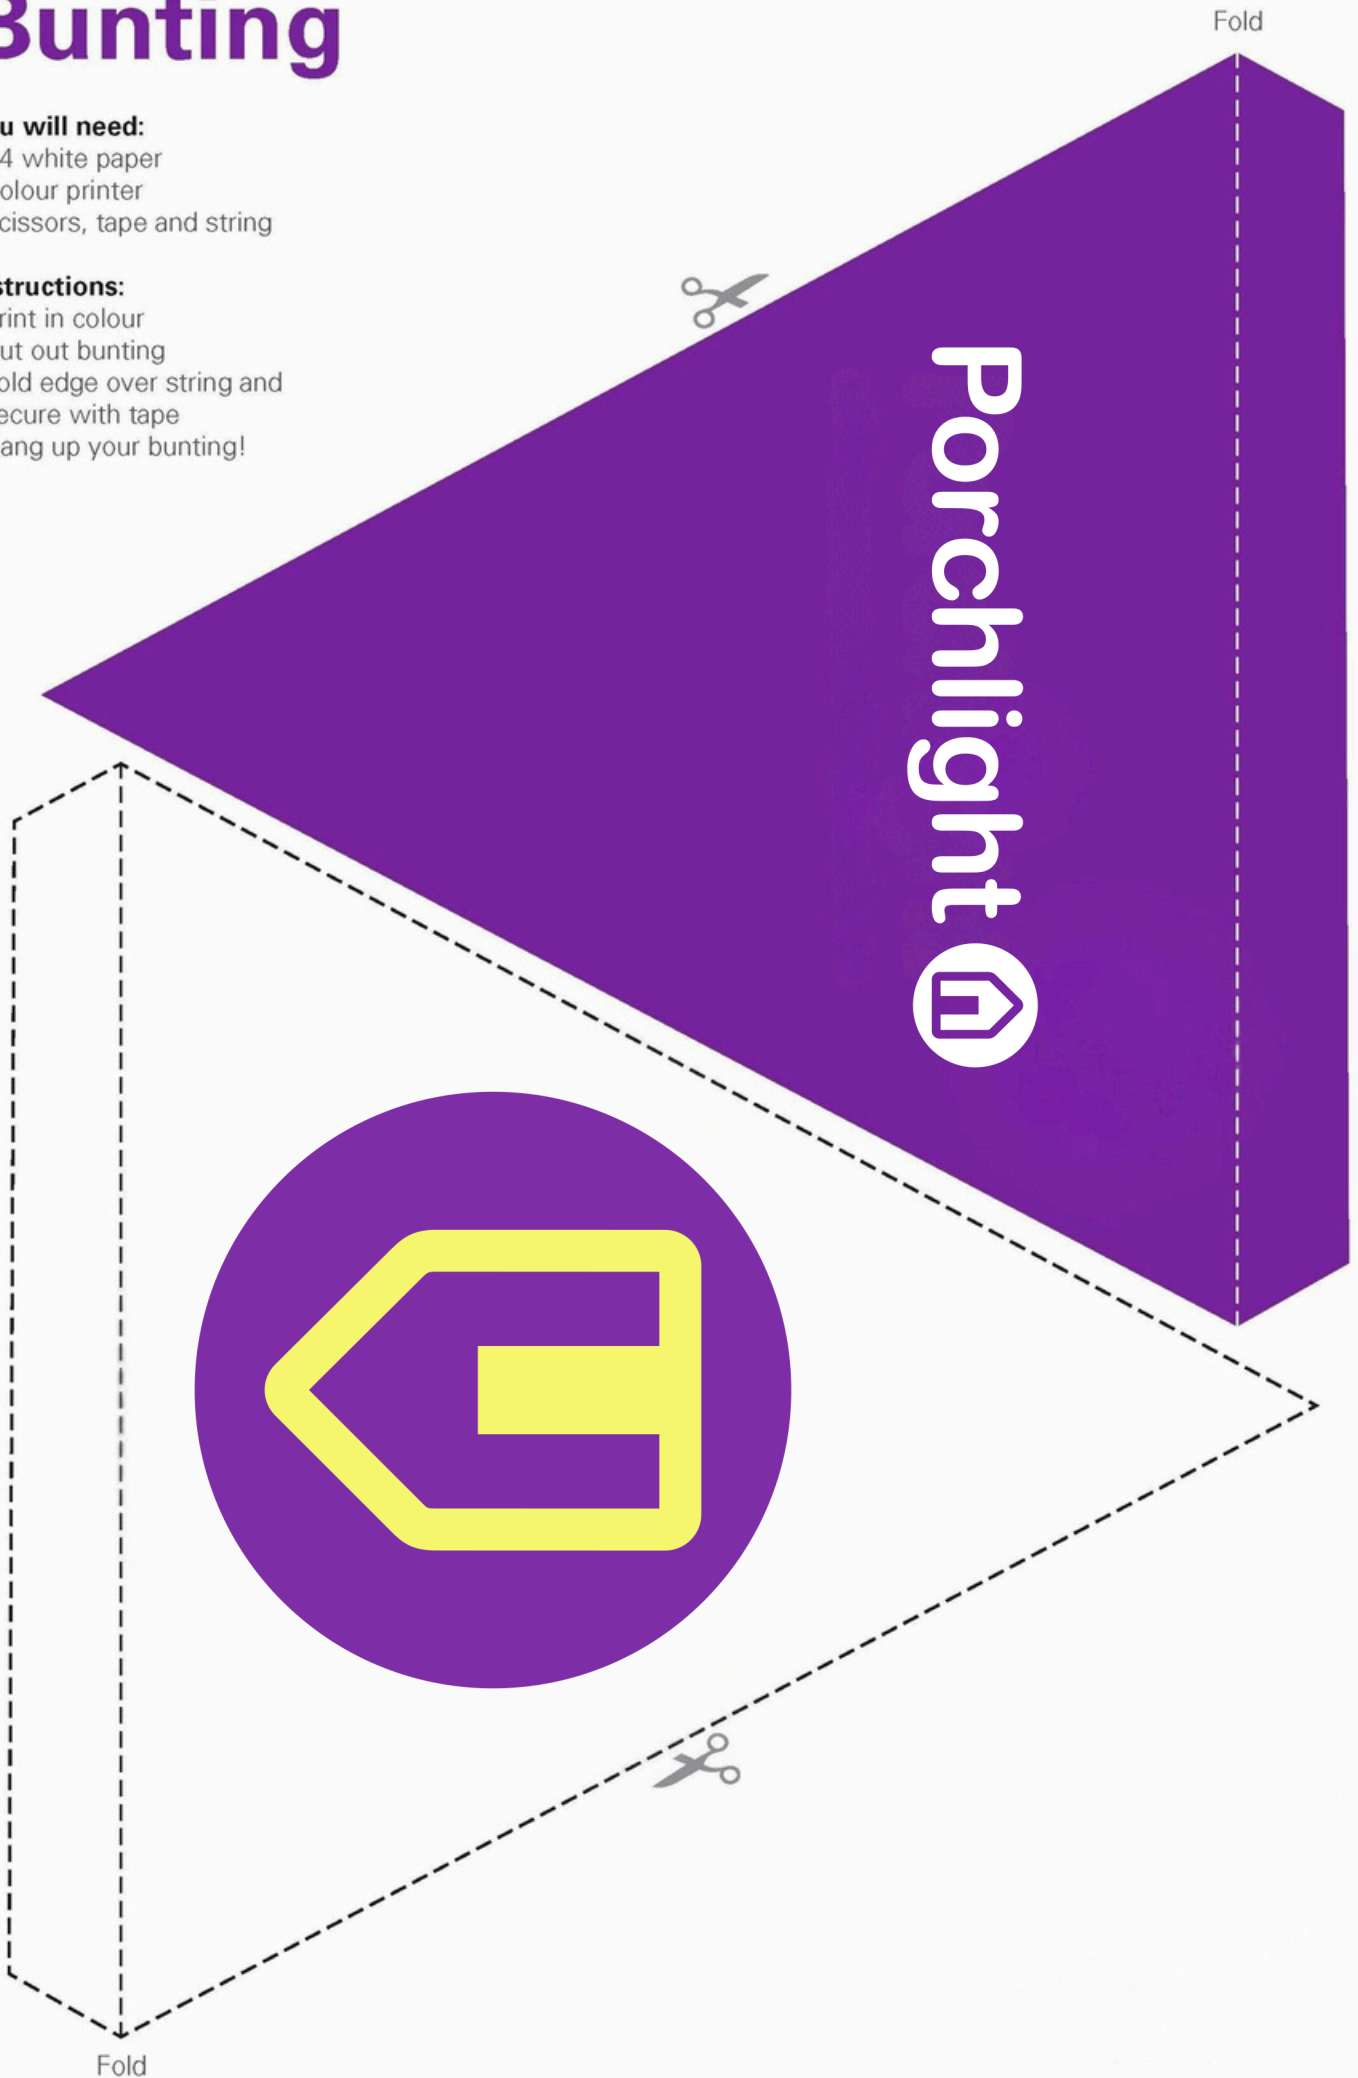 Bunting
u will need:
4 white paper
olour printer
cissors, tape and string
structions:
rint in colour
ut out bunting
old edge over string and
ecure with tape
ang up your bunting!
Fold
Porchlight
Fold